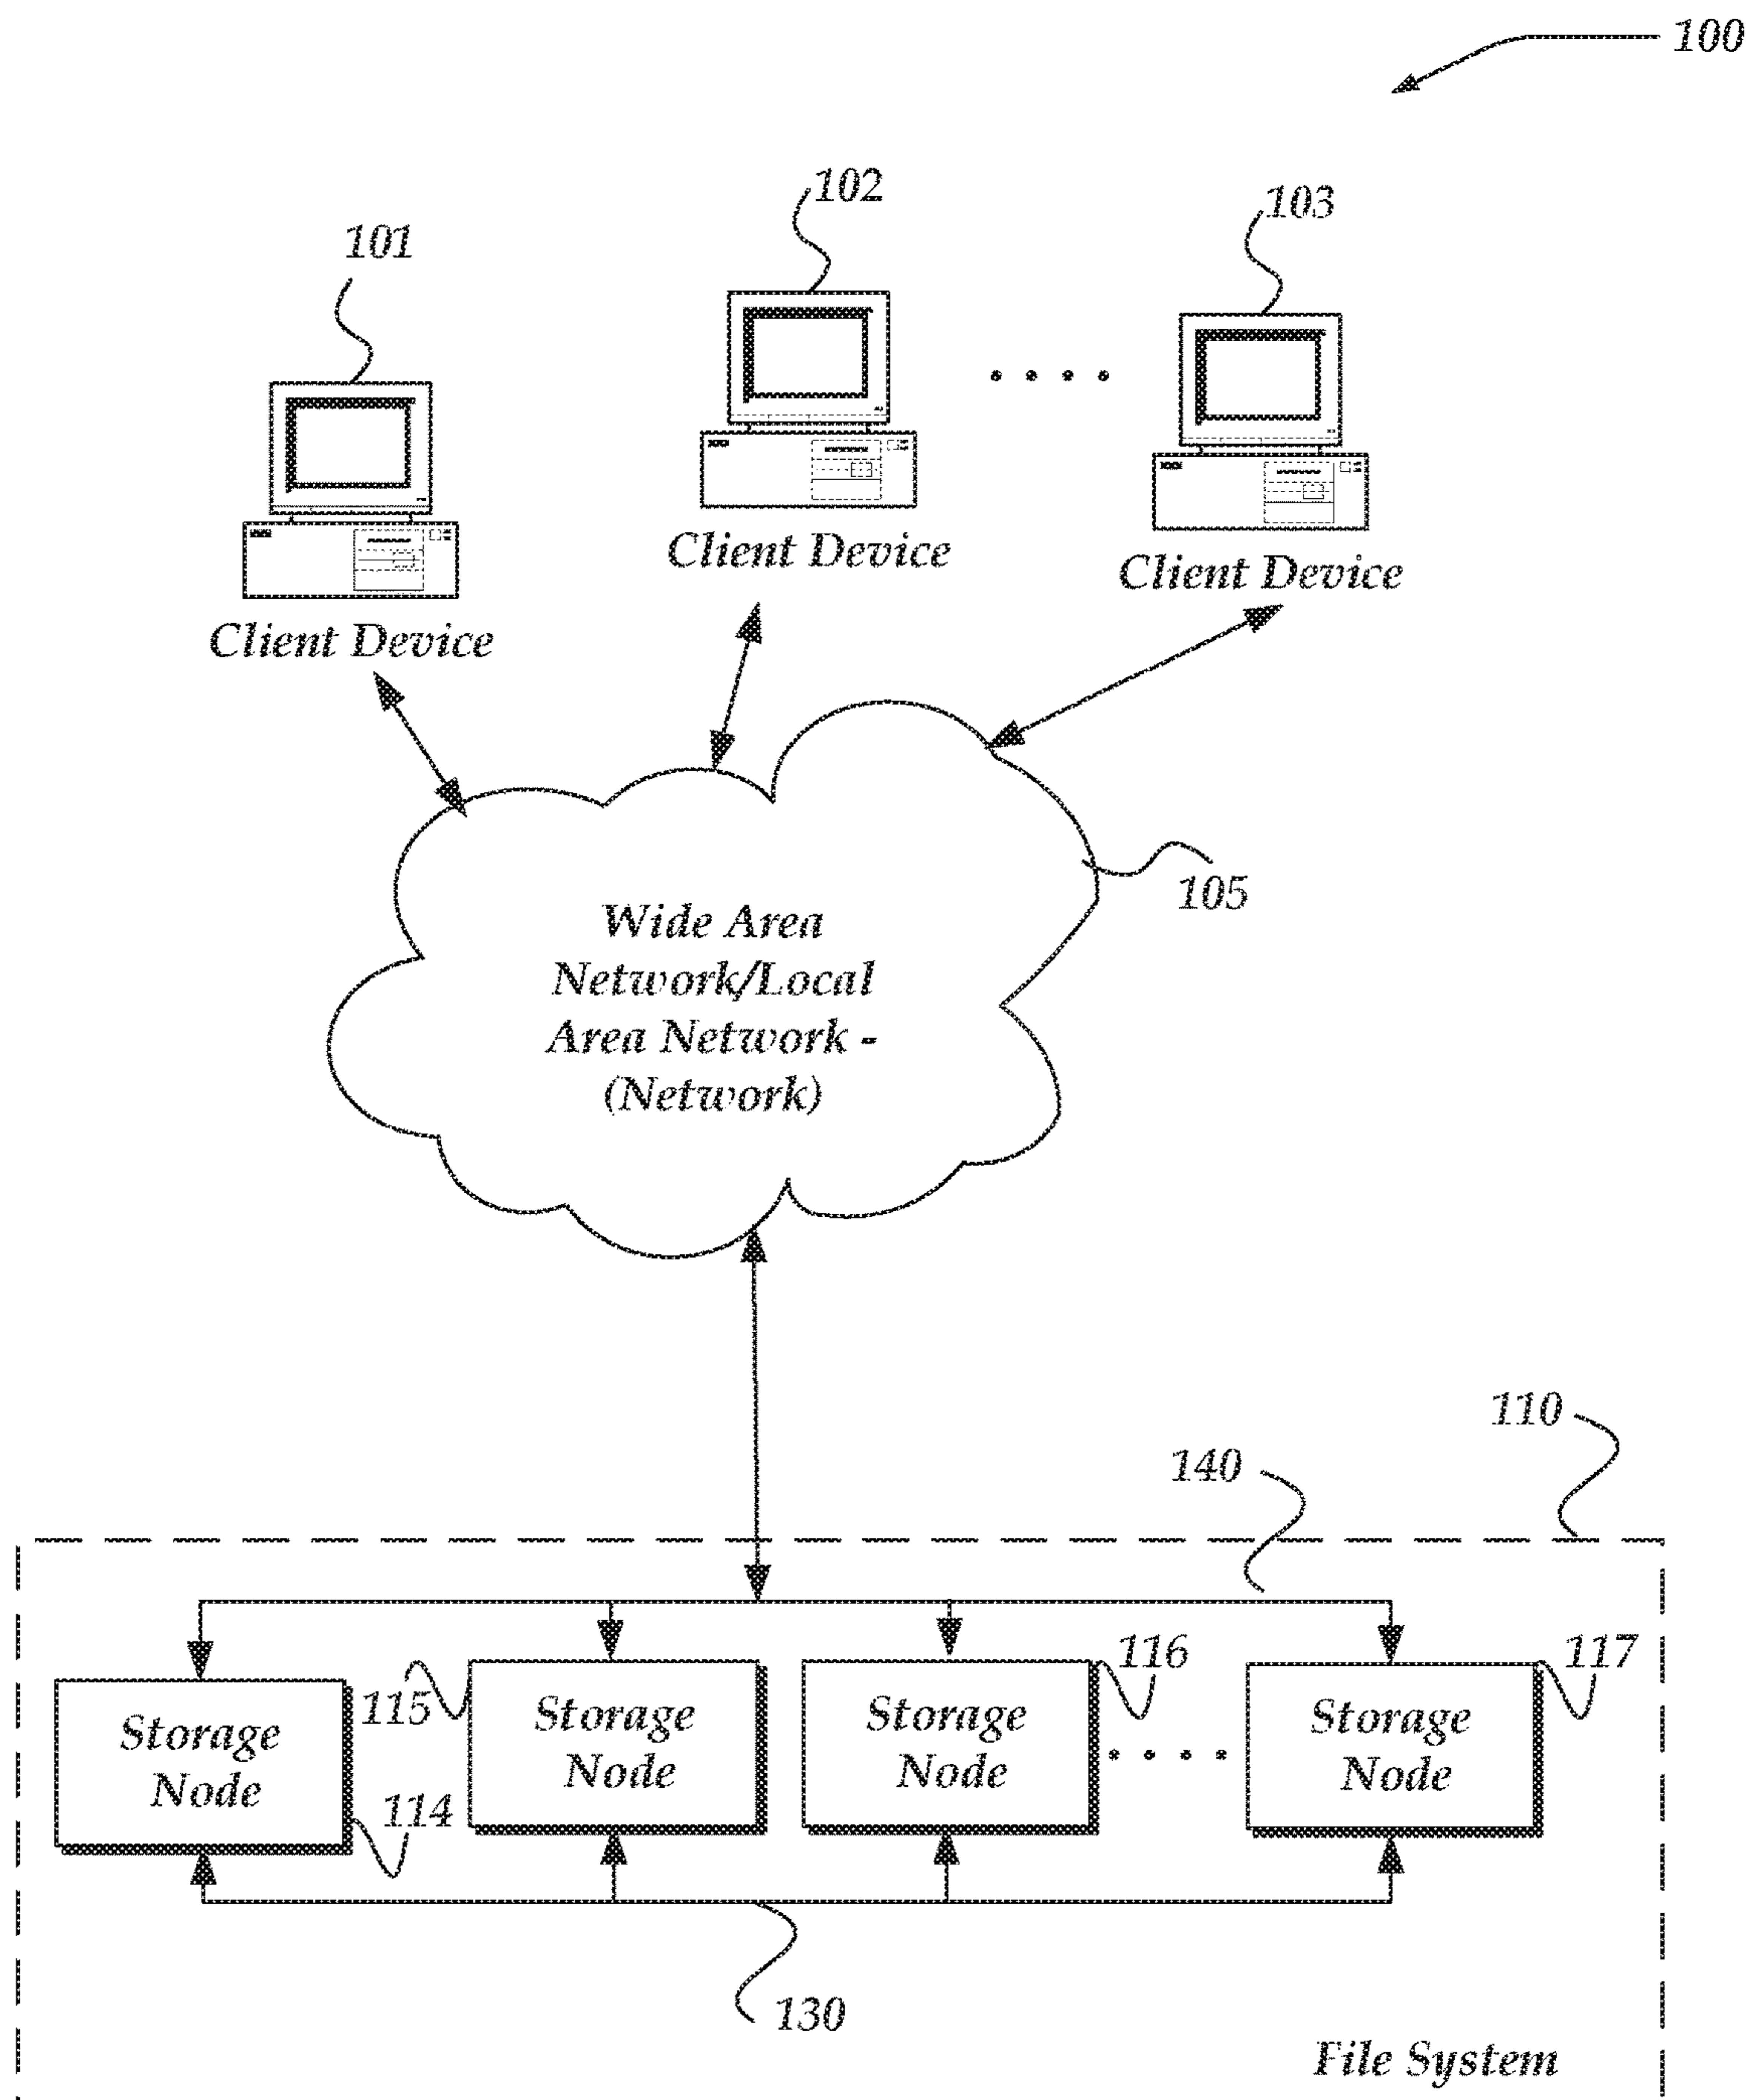 100
102
103
101
Client Device
Client Device
Client Device
105
Wide Area
Network/Local
Area Network -
(Network)
110
140
116
117
115
Storage
Node
Storage
Node
Storage
Node
Storage
Node
114
130
File System